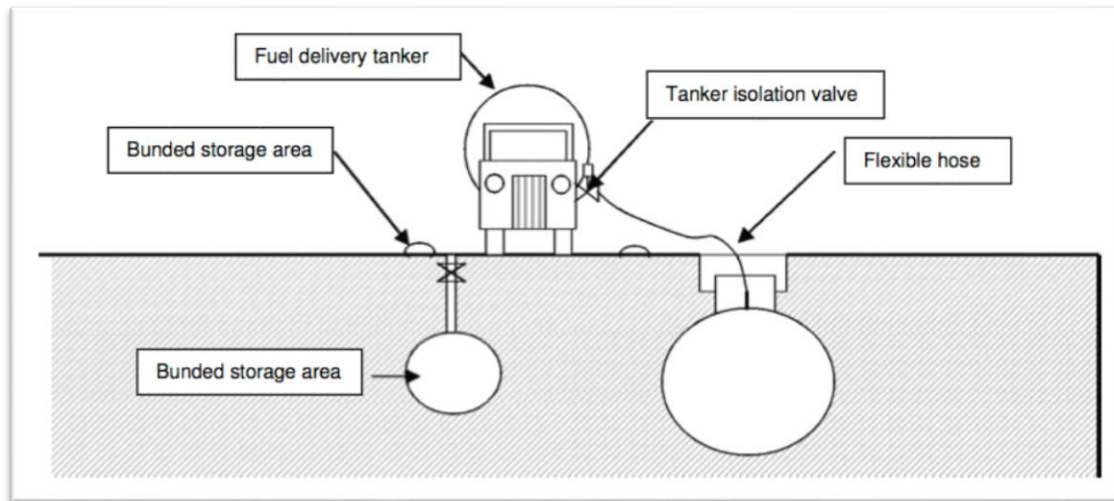 Fuel delivery tanker
Tanker isolation valve
Bunded storage area
Flexible hose
Bunded storage area